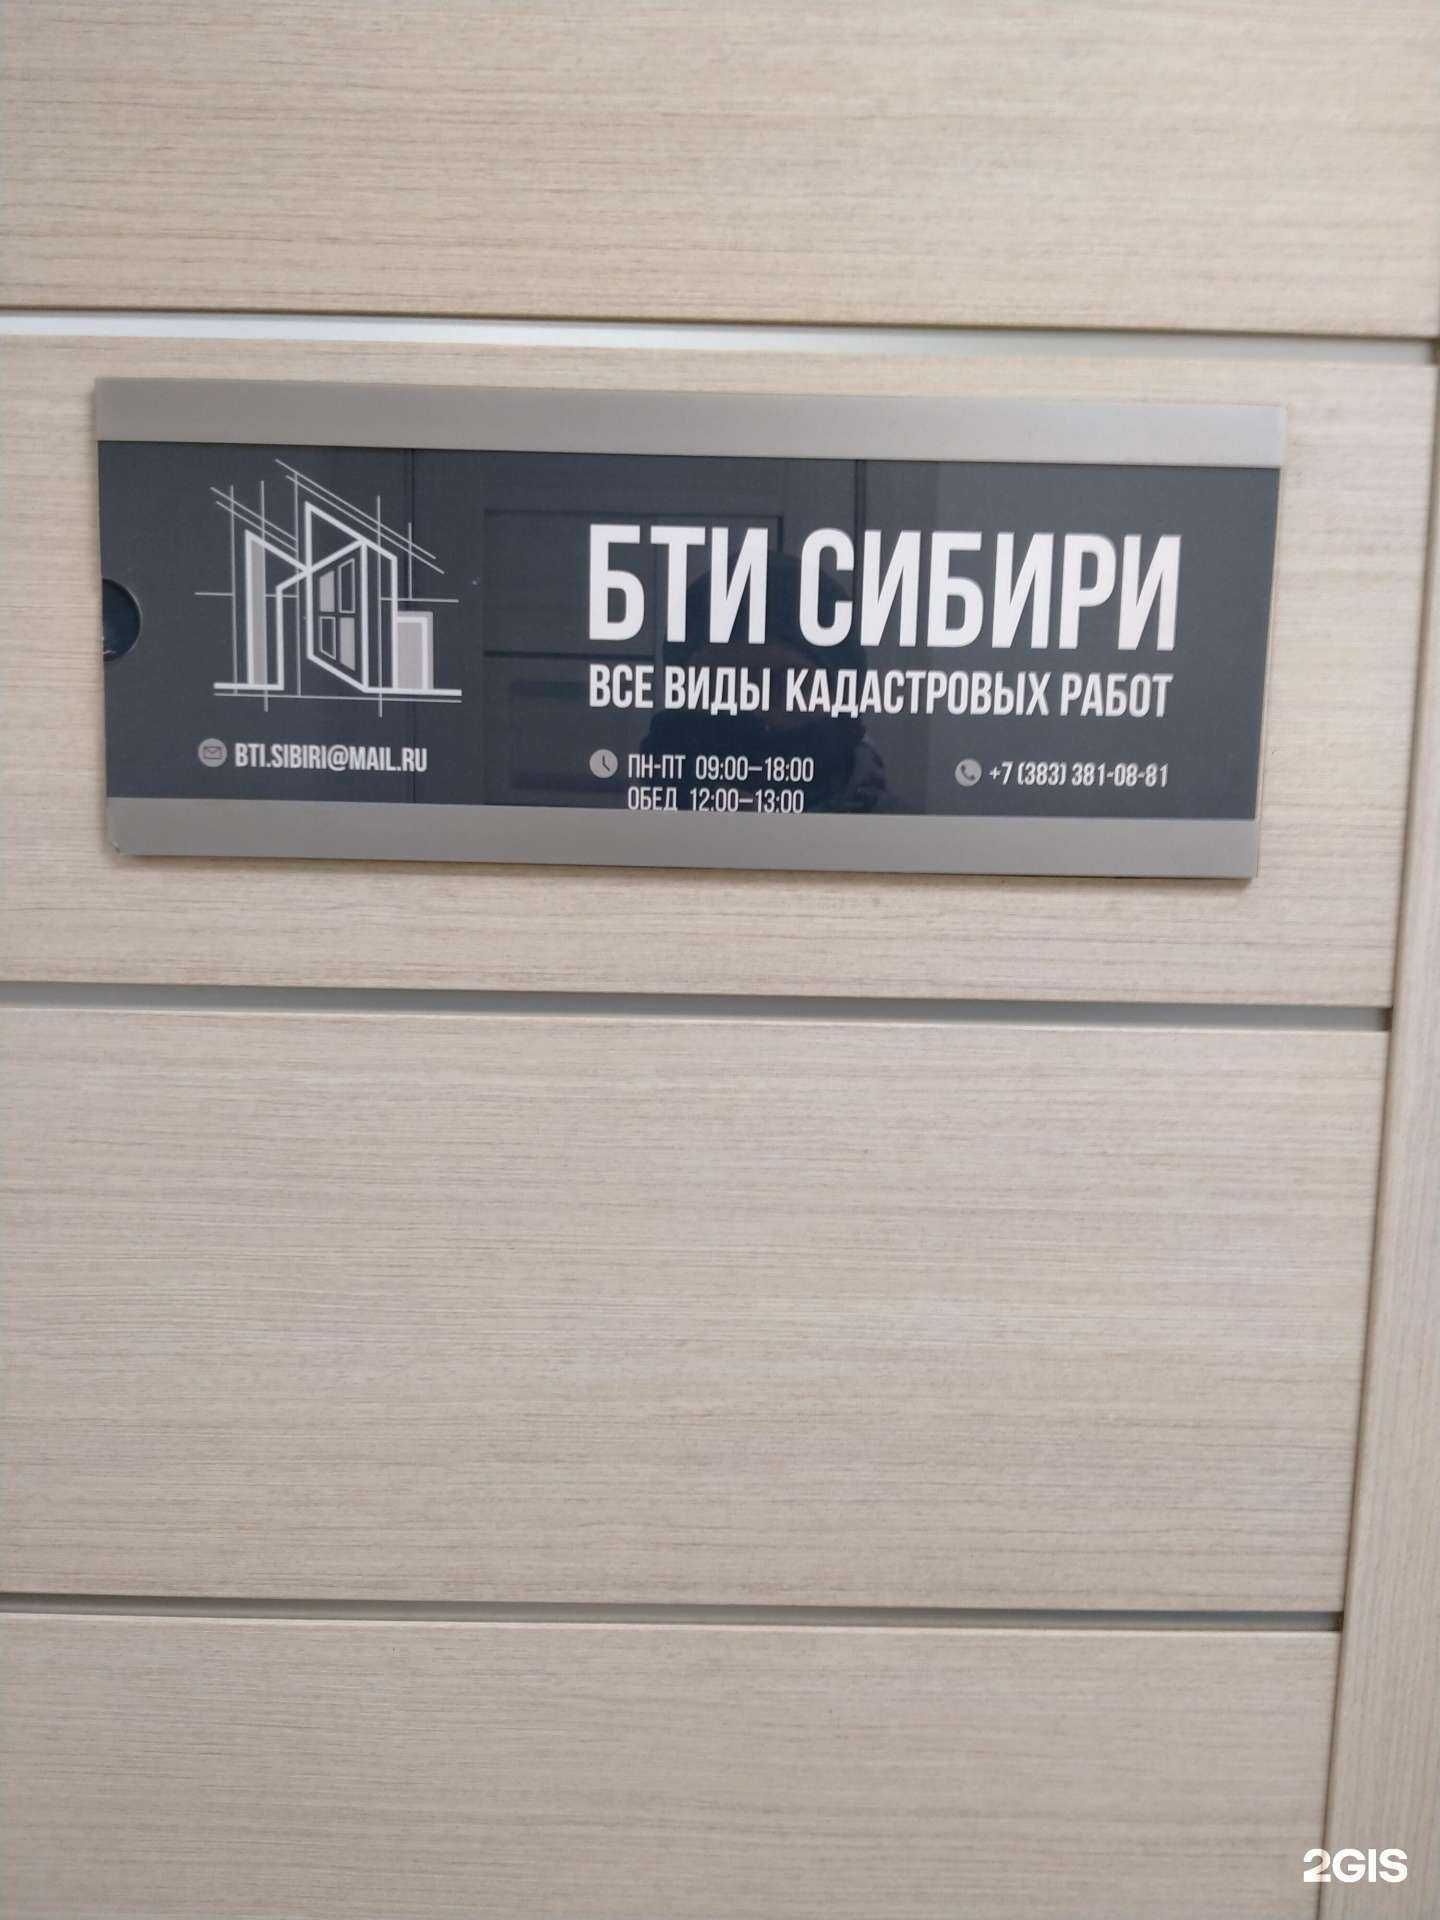 БТИ СИБИРИ
ВСЕ ВИДЫ КАДАСТРОВЫХ РАБОТ
BTI.SIBIRI@MAIL.RU
ПН-ПТ 09:00–18:00
ОБЕД 12:00–13:00
+7 (383) 381-08-81
2GIS